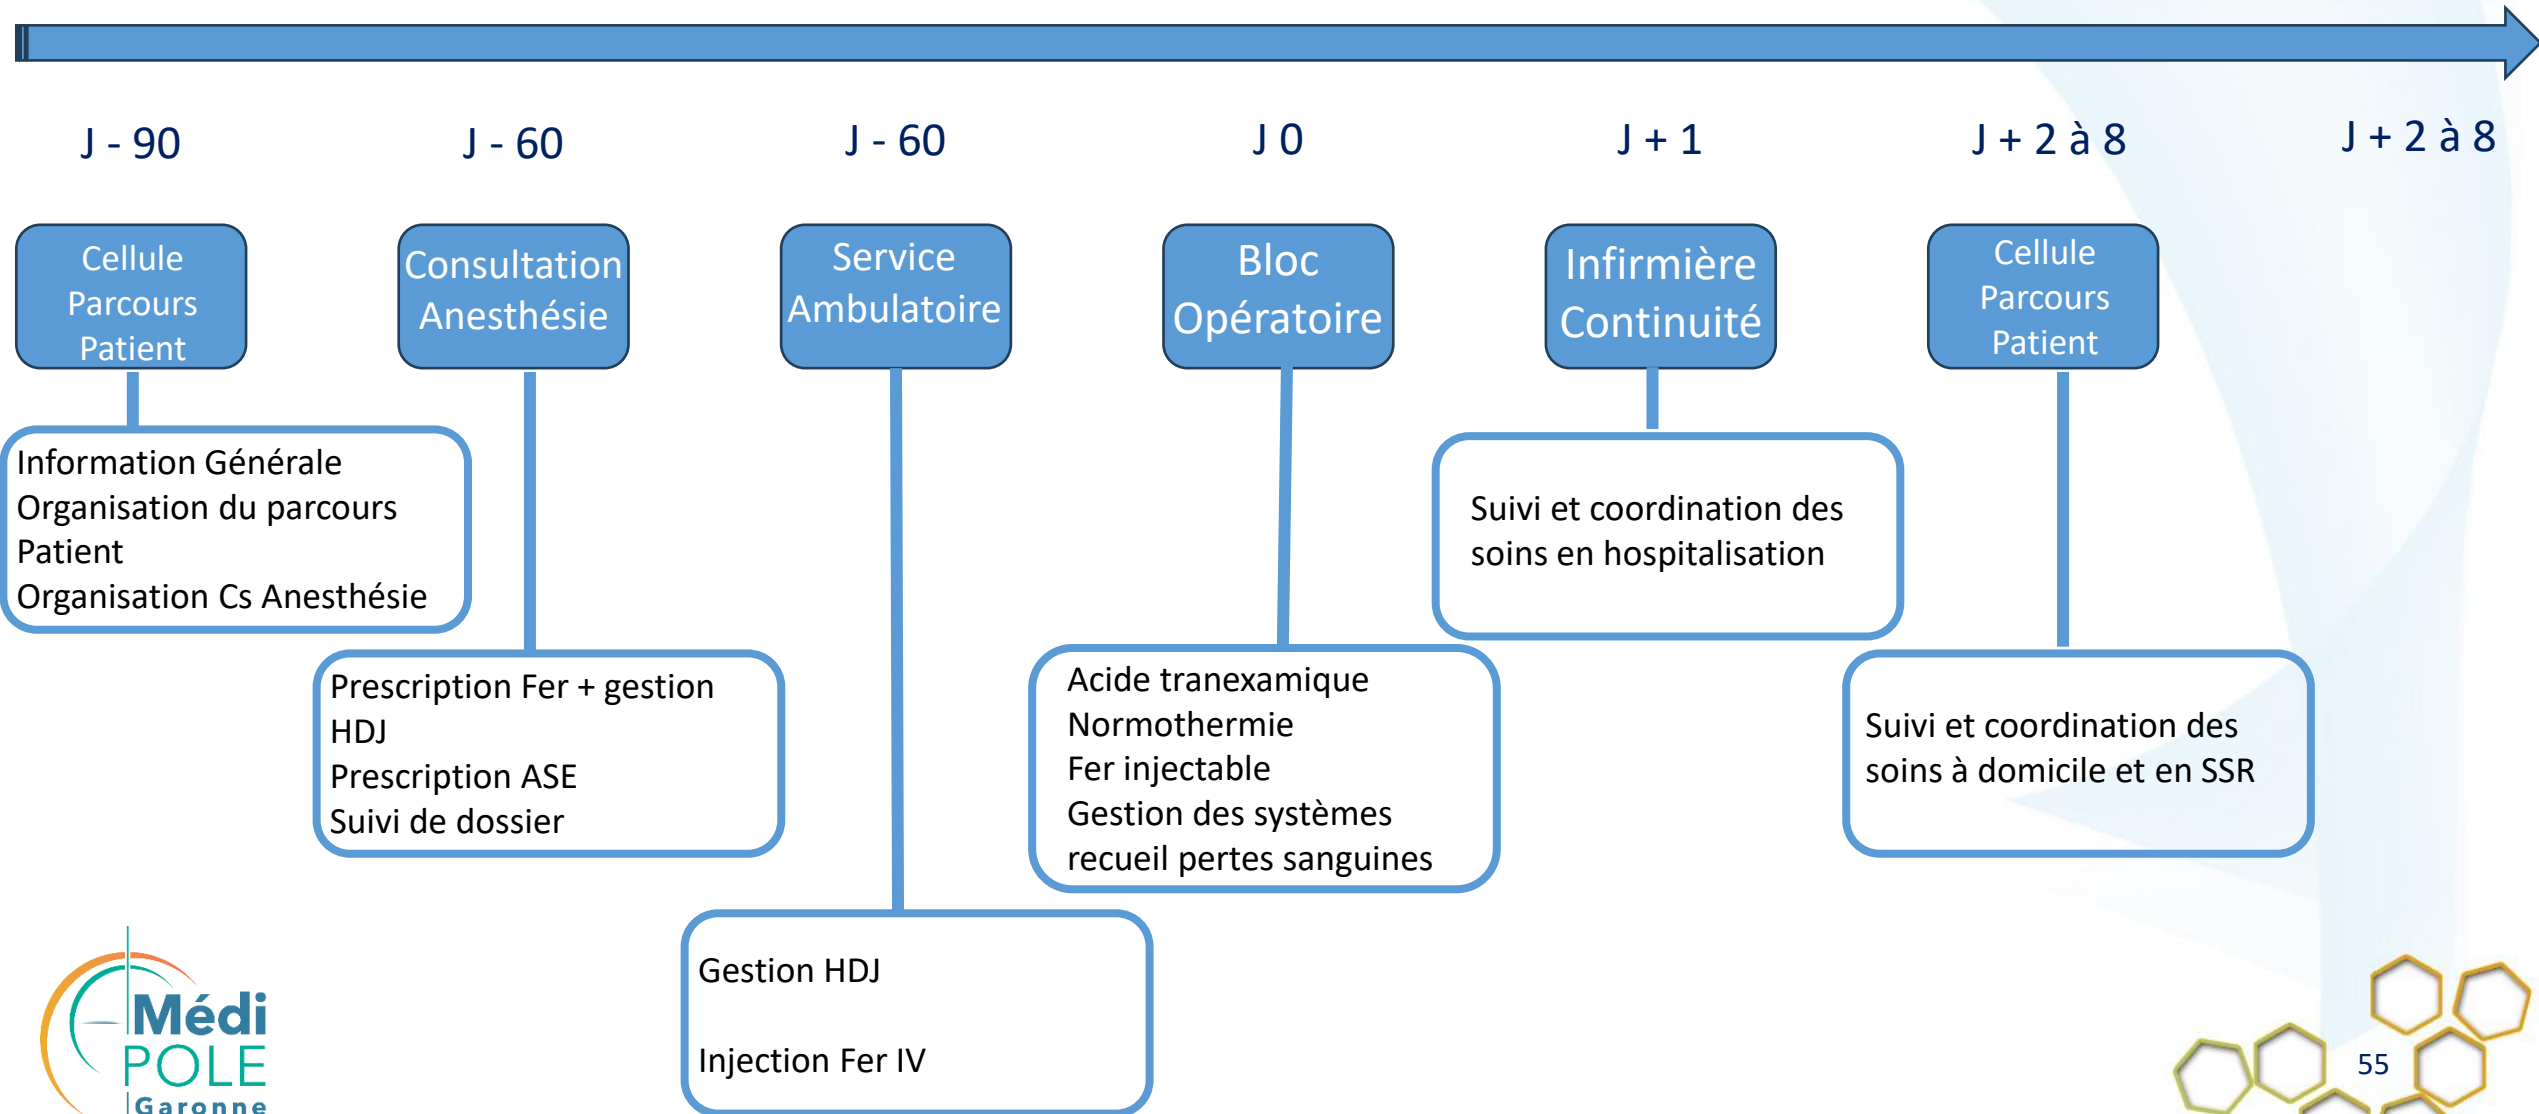 J - 90
J - 60
J - 60
J 0
J + 1
J + 2 à 8
J + 2 à 8
Cellule
Parcours
Patient
Consultation
Anesthésie
Service
Ambulatoire
Bloc
Opératoire
Infirmière
Continuité
Cellule
Parcours
Patient
Information Générale
Organisation du parcours
Patient
Organisation Cs Anesthésie
Prescription Fer + gestion
HDJ
Prescription ASE
Suivi de dossier
Gestion HDJ
Injection Fer IV
Acide tranexamique
Normothermie
Fer injectable
Gestion des systèmes
recueil pertes sanguines
Suivi et coordination des
soins en hospitalisation
Suivi et coordination des
soins à domicile et en SSR
Médi
POLE
Garonne
55